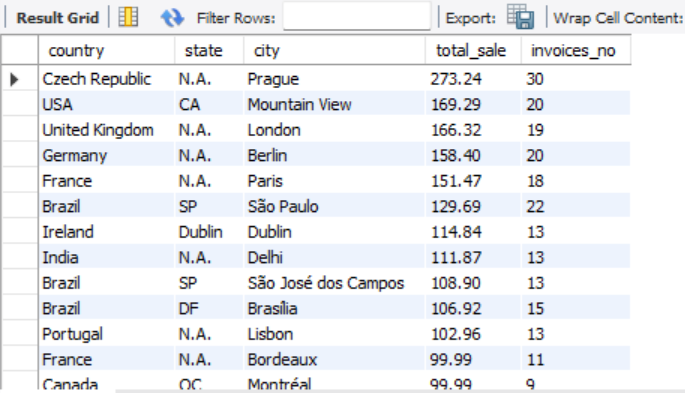 Result Grid Filter Rows: Export: Wrap Cell Content:
country state city total_sale invoices_no
Czech Republic N.A. Prague 273.24 30
USA CA Mountain View 169.29 20
United Kingdom N.A. London 166.32 19
Germany N.A. Berlin 158.40 20
France N.A. Paris 151.47 18
Brazil SP São Paulo 129.69 22
Ireland Dublin Dublin 114.84 13
India N.A. Delhi 111.87 13
Brazil SP São José dos Campos 108.90 13
Brazil DF Brasília 106.92 15
Portugal N.A. Lisbon 102.96 13
France N.A. Bordeaux 99.99 11
Canada QC Montréal 99.99 9